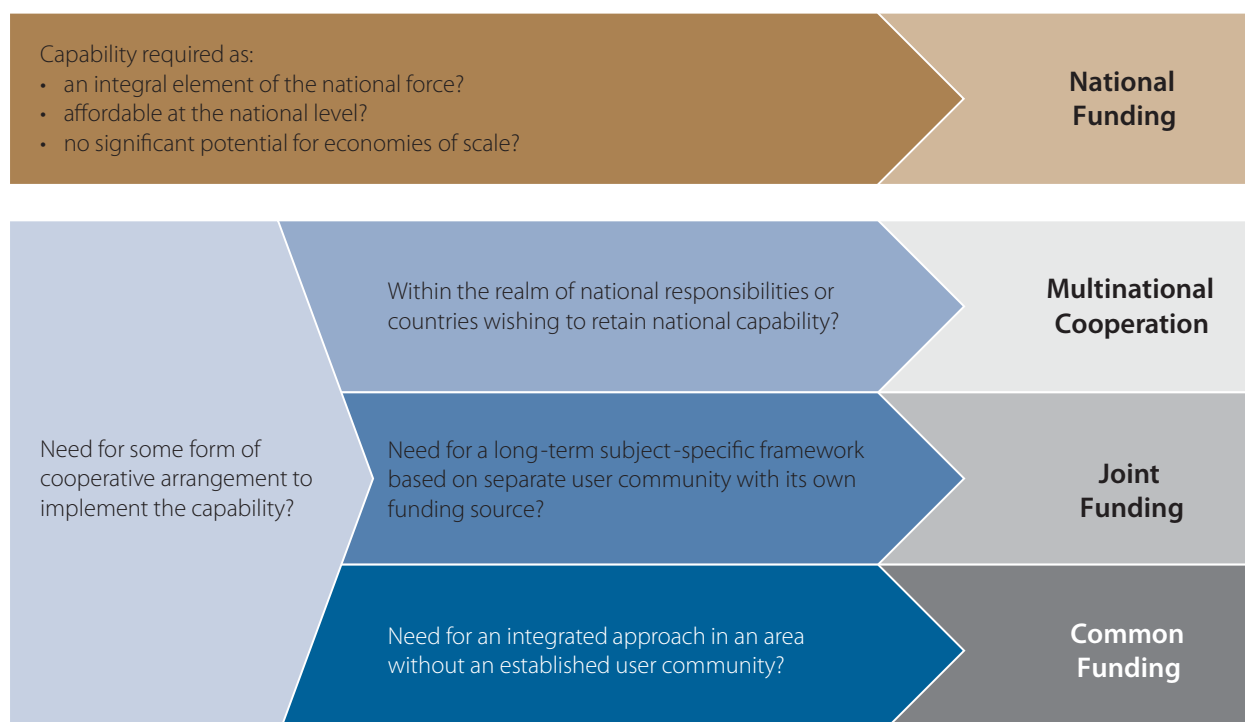 Capability required as:
• an integral element of the national force?
• affordable at the national level?
• no significant potential for economies of scale?
National
Funding
Need for some form of
cooperative arrangement to
implement the capability?
Within the realm of national responsibilities or
countries wishing to retain national capability?
Multinational
Cooperation
Need for a long-term subject-specific framework
based on separate user community with its own
funding source?
Joint
Funding
Need for an integrated approach in an area
without an established user community?
Common
Funding